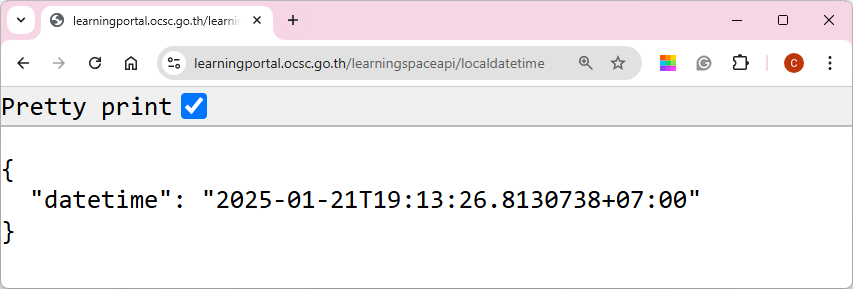 learningportal.ocsc.go.th/learni
learningportal.ocsc.go.th/learningspaceapi/localdatetime
C
Pretty print
{
"datetime": "2025-01-21T19:13:26.8130738+07:00"
}